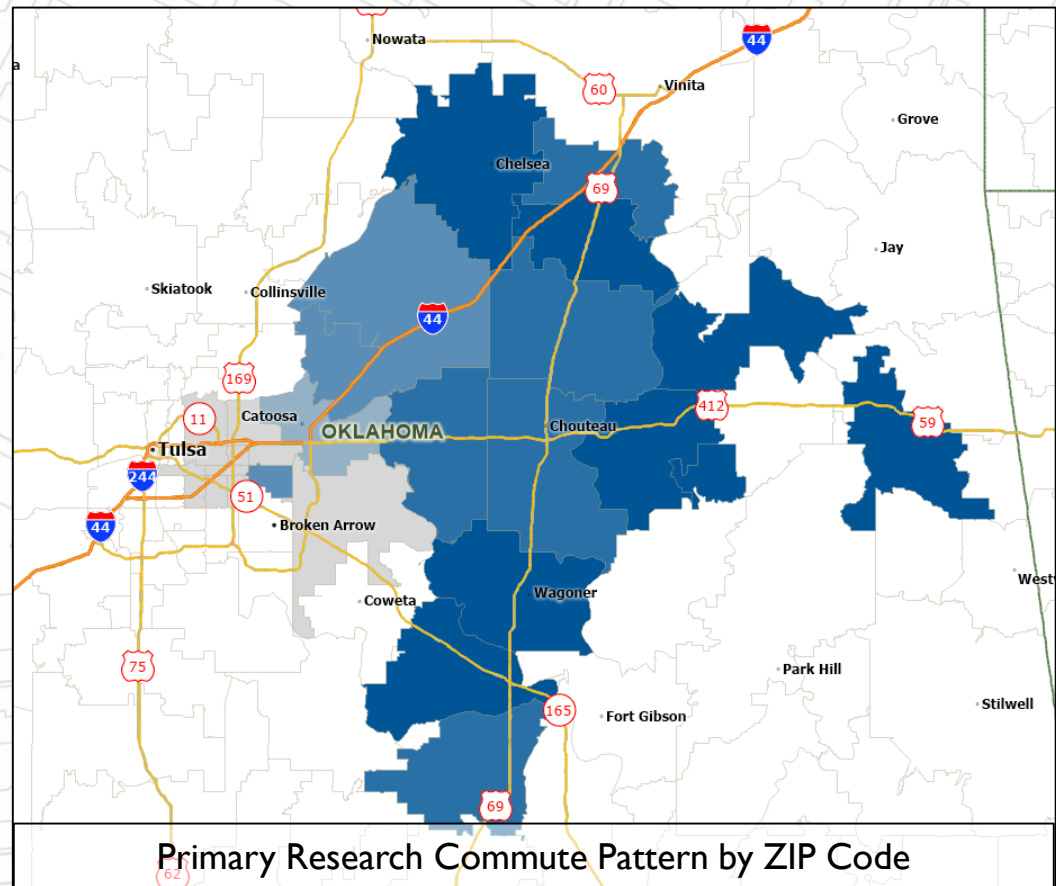 Nowata
44
60
Vinita
a
Grove
Chelsea
69
Jay
Skiatook
Collinsville
44
169
11
Catoosa
OKLAHOMA
412
Chouteau
59
Tulsa
244
51
44
Broken Arrow
West
Wagoner
Coweta
75
Park Hill
165
Fort Gibson
Stilwell
69
Primary Research Commute Pattern by ZIP Code
62